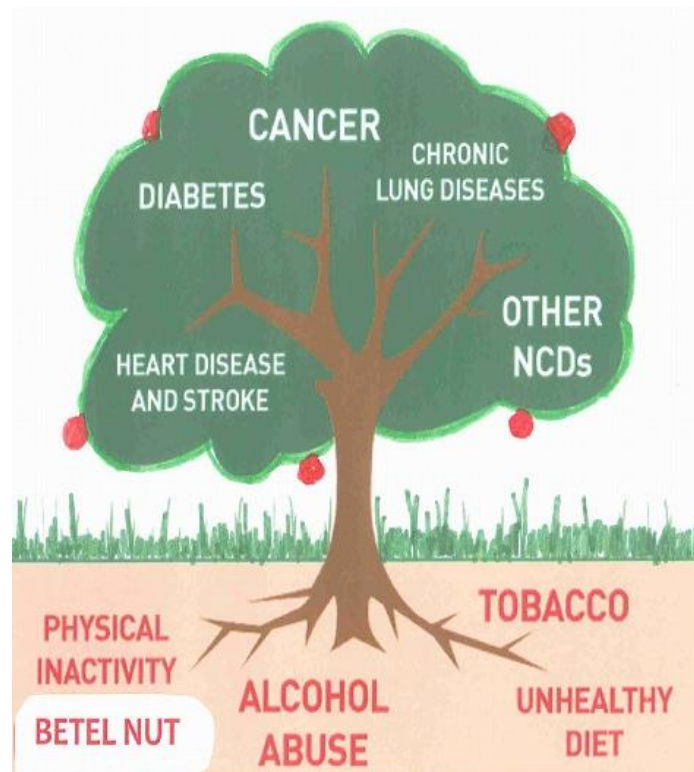 CANCER
CHRONIC
LUNG DISEASES
DIABETES
OTHER
NCDs
HEART DISEASE
AND STROKE
TOBACCO
PHYSICAL
INACTIVITY
ALCOHOL
ABUSE
UNHEALTHY
DIET
BETEL NUT